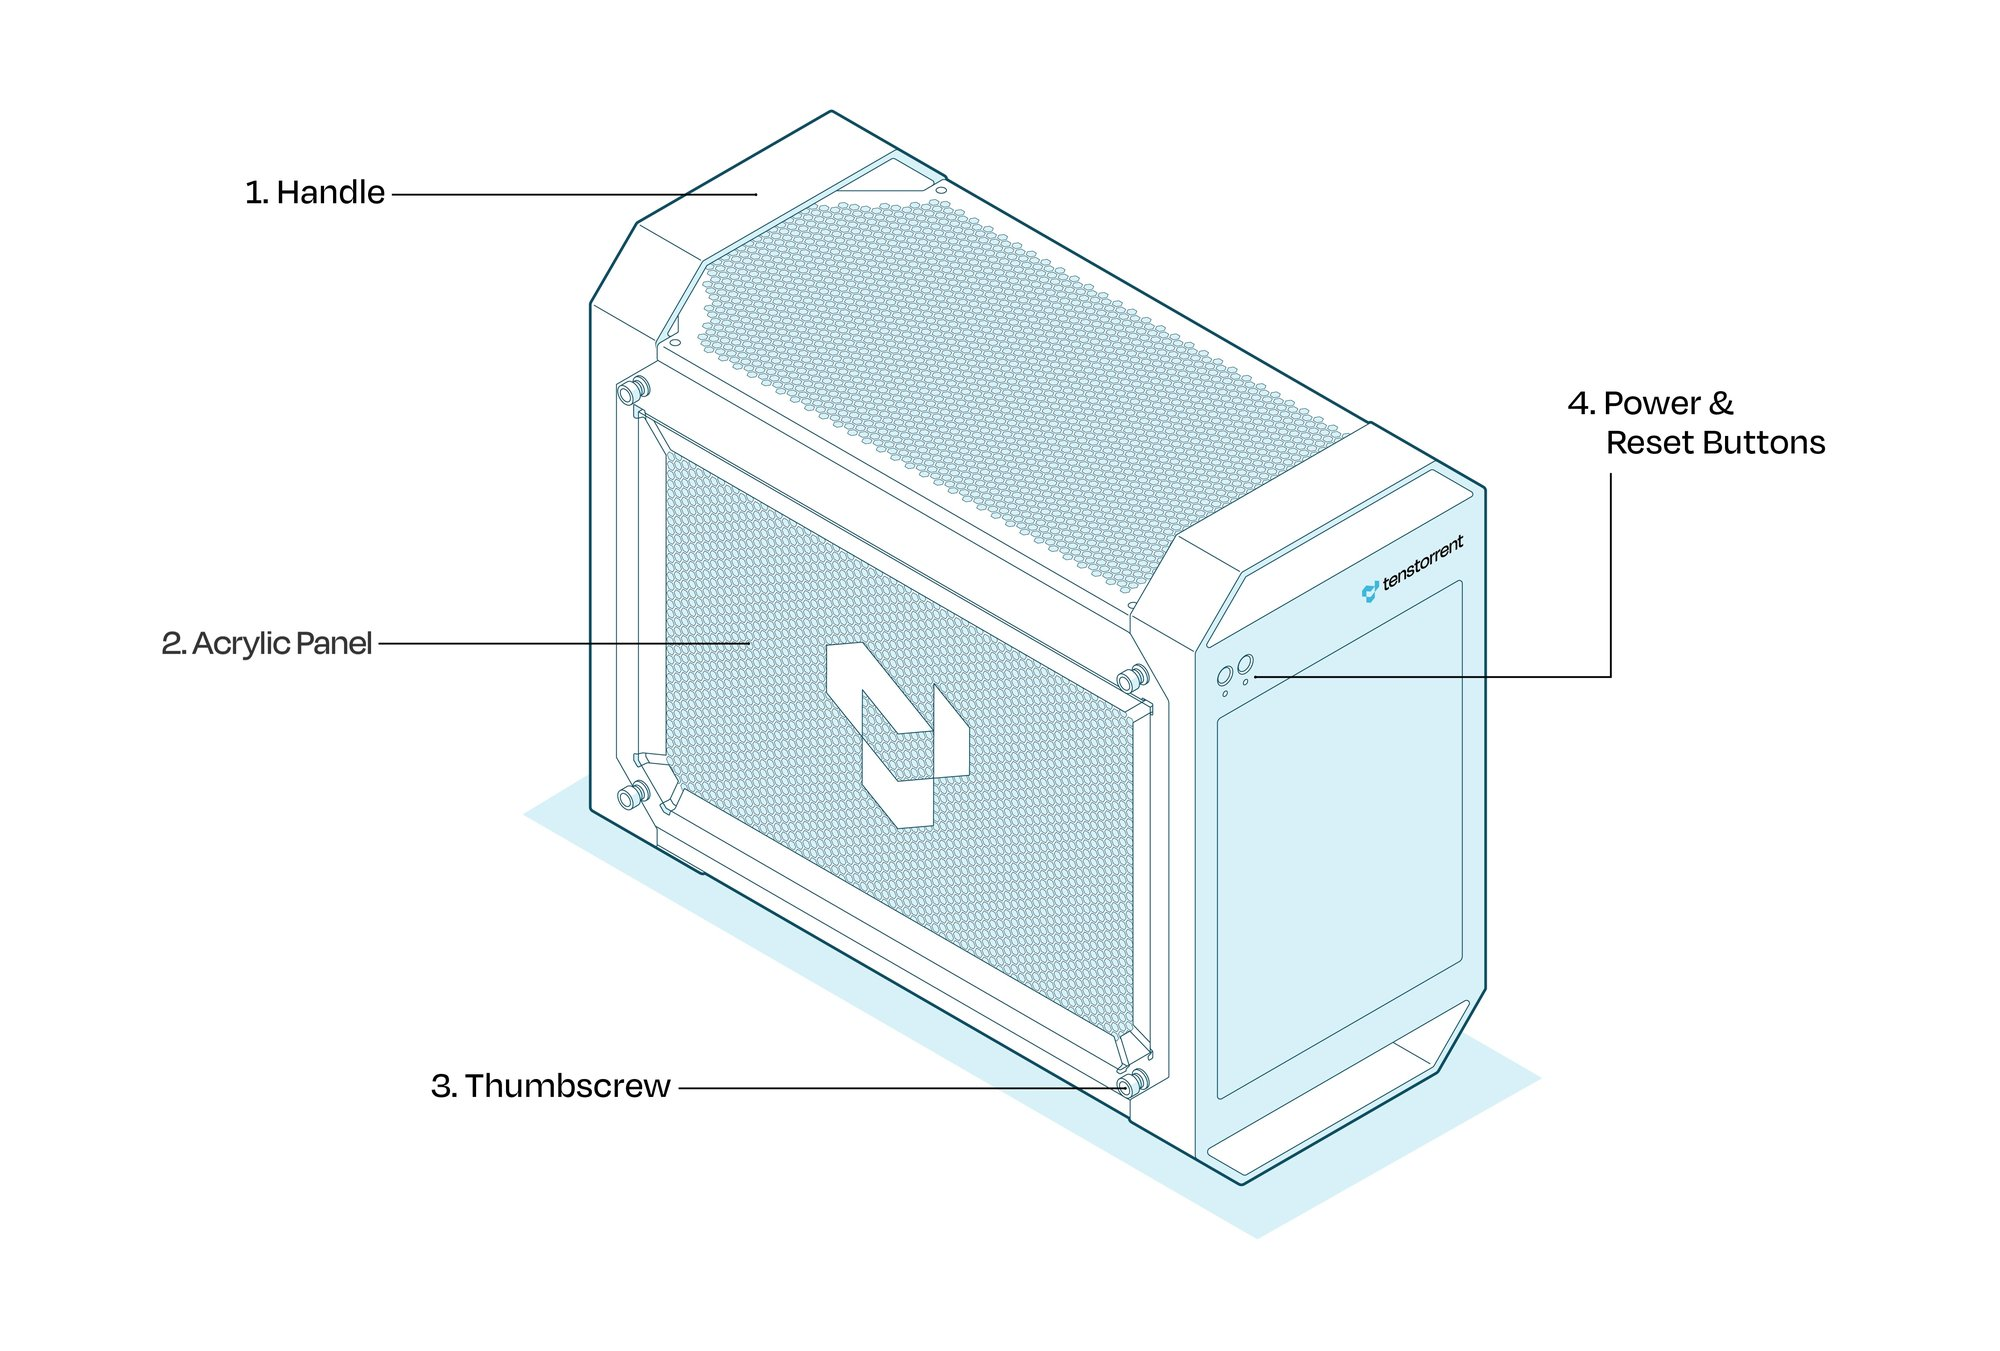 1. Handle
4. Power &
Reset Buttons
tenstorrent
2. Acrylic Panel
3. Thumbscrew